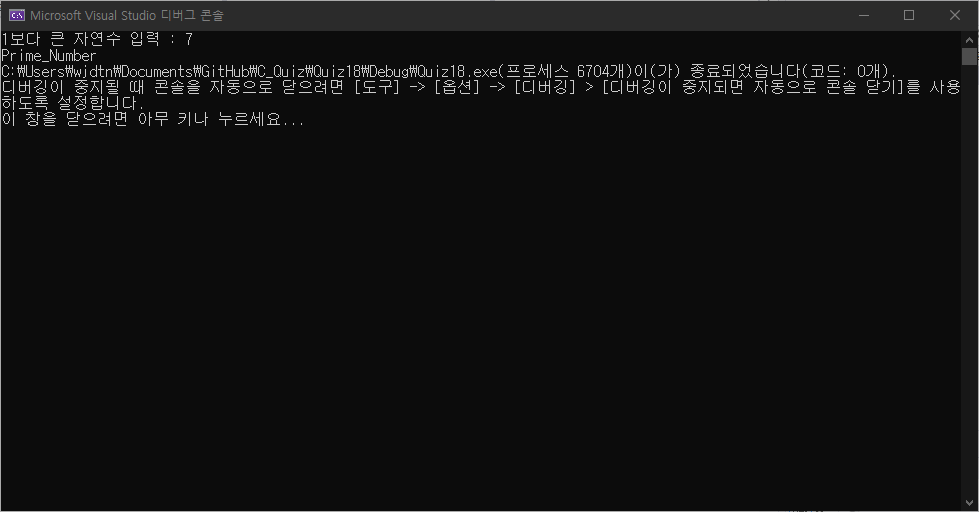 Microsoft Visual Studio 디버그 콘솔
1보다 큰 자연수 입력 : 7
Prime_Number
C:₩Users₩wjdtn₩Documents₩GitHub₩C_Quiz₩Quiz18₩Debug₩Quiz18.exe(프로세스 6704개)이(가) 종료되었습니다(코드: 0개).
디버깅이 중지될 때 콘솔을 자동으로 닫으려면 [도구] -> [옵션] -> [디버깅] > [디버깅이 중지되면 자동으로 콘솔 닫기]를 사용
하도록 설정합니다.
이 창을 닫으려면 아무 키나 누르세요...